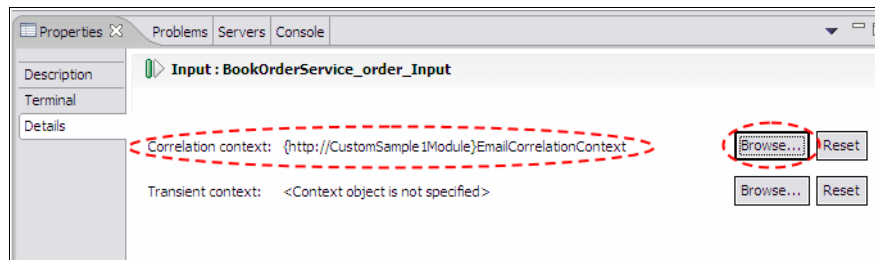 Properties Problems Servers Console
Description
Terminal
Details
Input : BookOrderService_order_Input
Correlation context: {http://CustomSample1Module}EmailCorrelationContext Browse... Reset
Transient context: <Context object is not specified> Browse... Reset